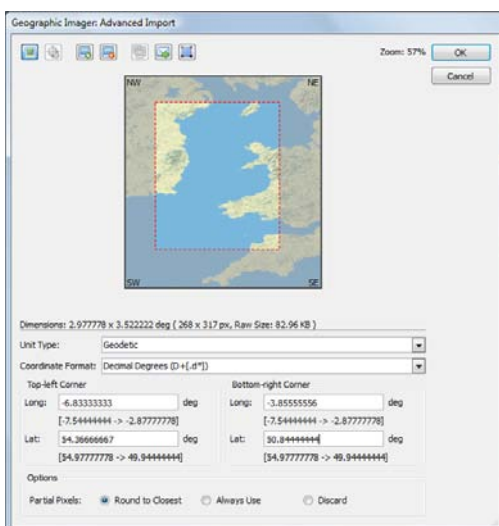 Geographic Imager: Advanced Import
Zoom: 57%
OK
Cancel
NW
NE
SW
SE
Dimensions: 2.977778 x 3.522222 deg ( 268 x 317 px, Raw Size: 82.96 KB )
Unit Type: Geodetic
Coordinate Format: Decimal Degrees (D+[.d*])
Top-left Corner
Bottom-right Corner
Long: -6.83333333 deg
Long: -3.85555556 deg
[-7.54444444 -> -2.87777778]
[-7.54444444 -> -2.87777778]
Lat: 54.36666667 deg
Lat: 50.84444444 deg
[54.97777778 -> 49.94444444]
[54.97777778 -> 49.94444444]
Options
Partial Pixels: Round to Closest Always Use Discard